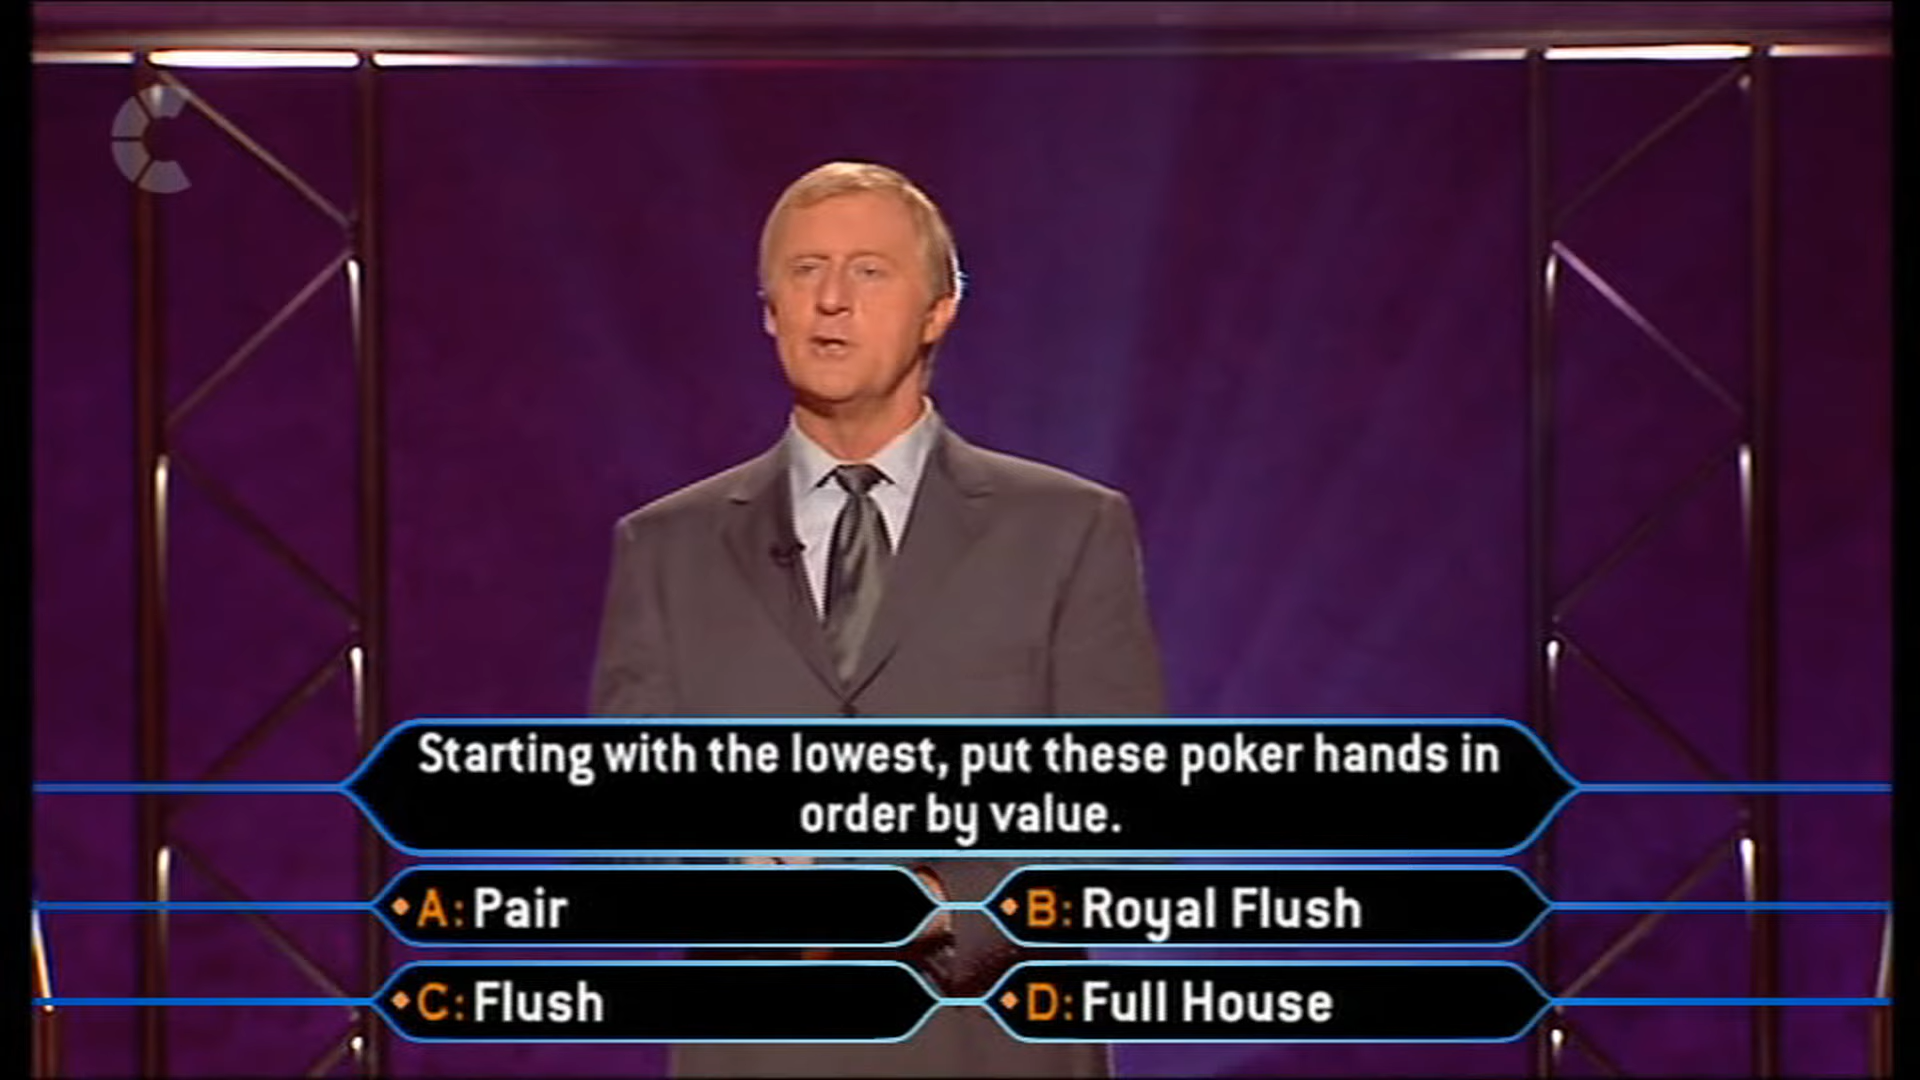 Starting with the lowest, put these poker hands in
order by value.
A: Pair
B: Royal Flush
C: Flush
D: Full House